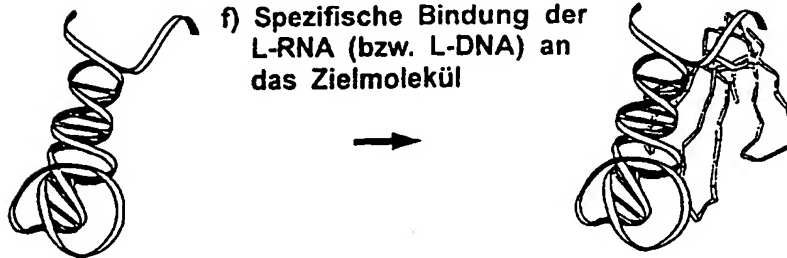 f) Spezifische Bindung der
L-RNA (bzw. L-DNA) an
das Zielmolekül